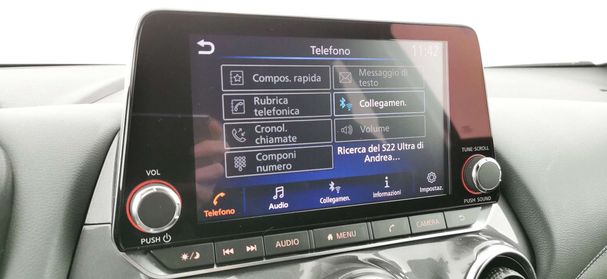 Telefono
11:42
Compos. rapida
Messaggio di
testo
Rubrica
telefonica
Collegamen.
Cronol.
chiamate
Volume
Componi
numero
Ricerca del S22 Ultra di
Andrea...
Telefono
Audio
Collegamen.
Informazioni
Impostaz.
VOL
PUSH
TUNE·SCROLL
PUSH SOUND
AUDIO
MENU
CAMERA